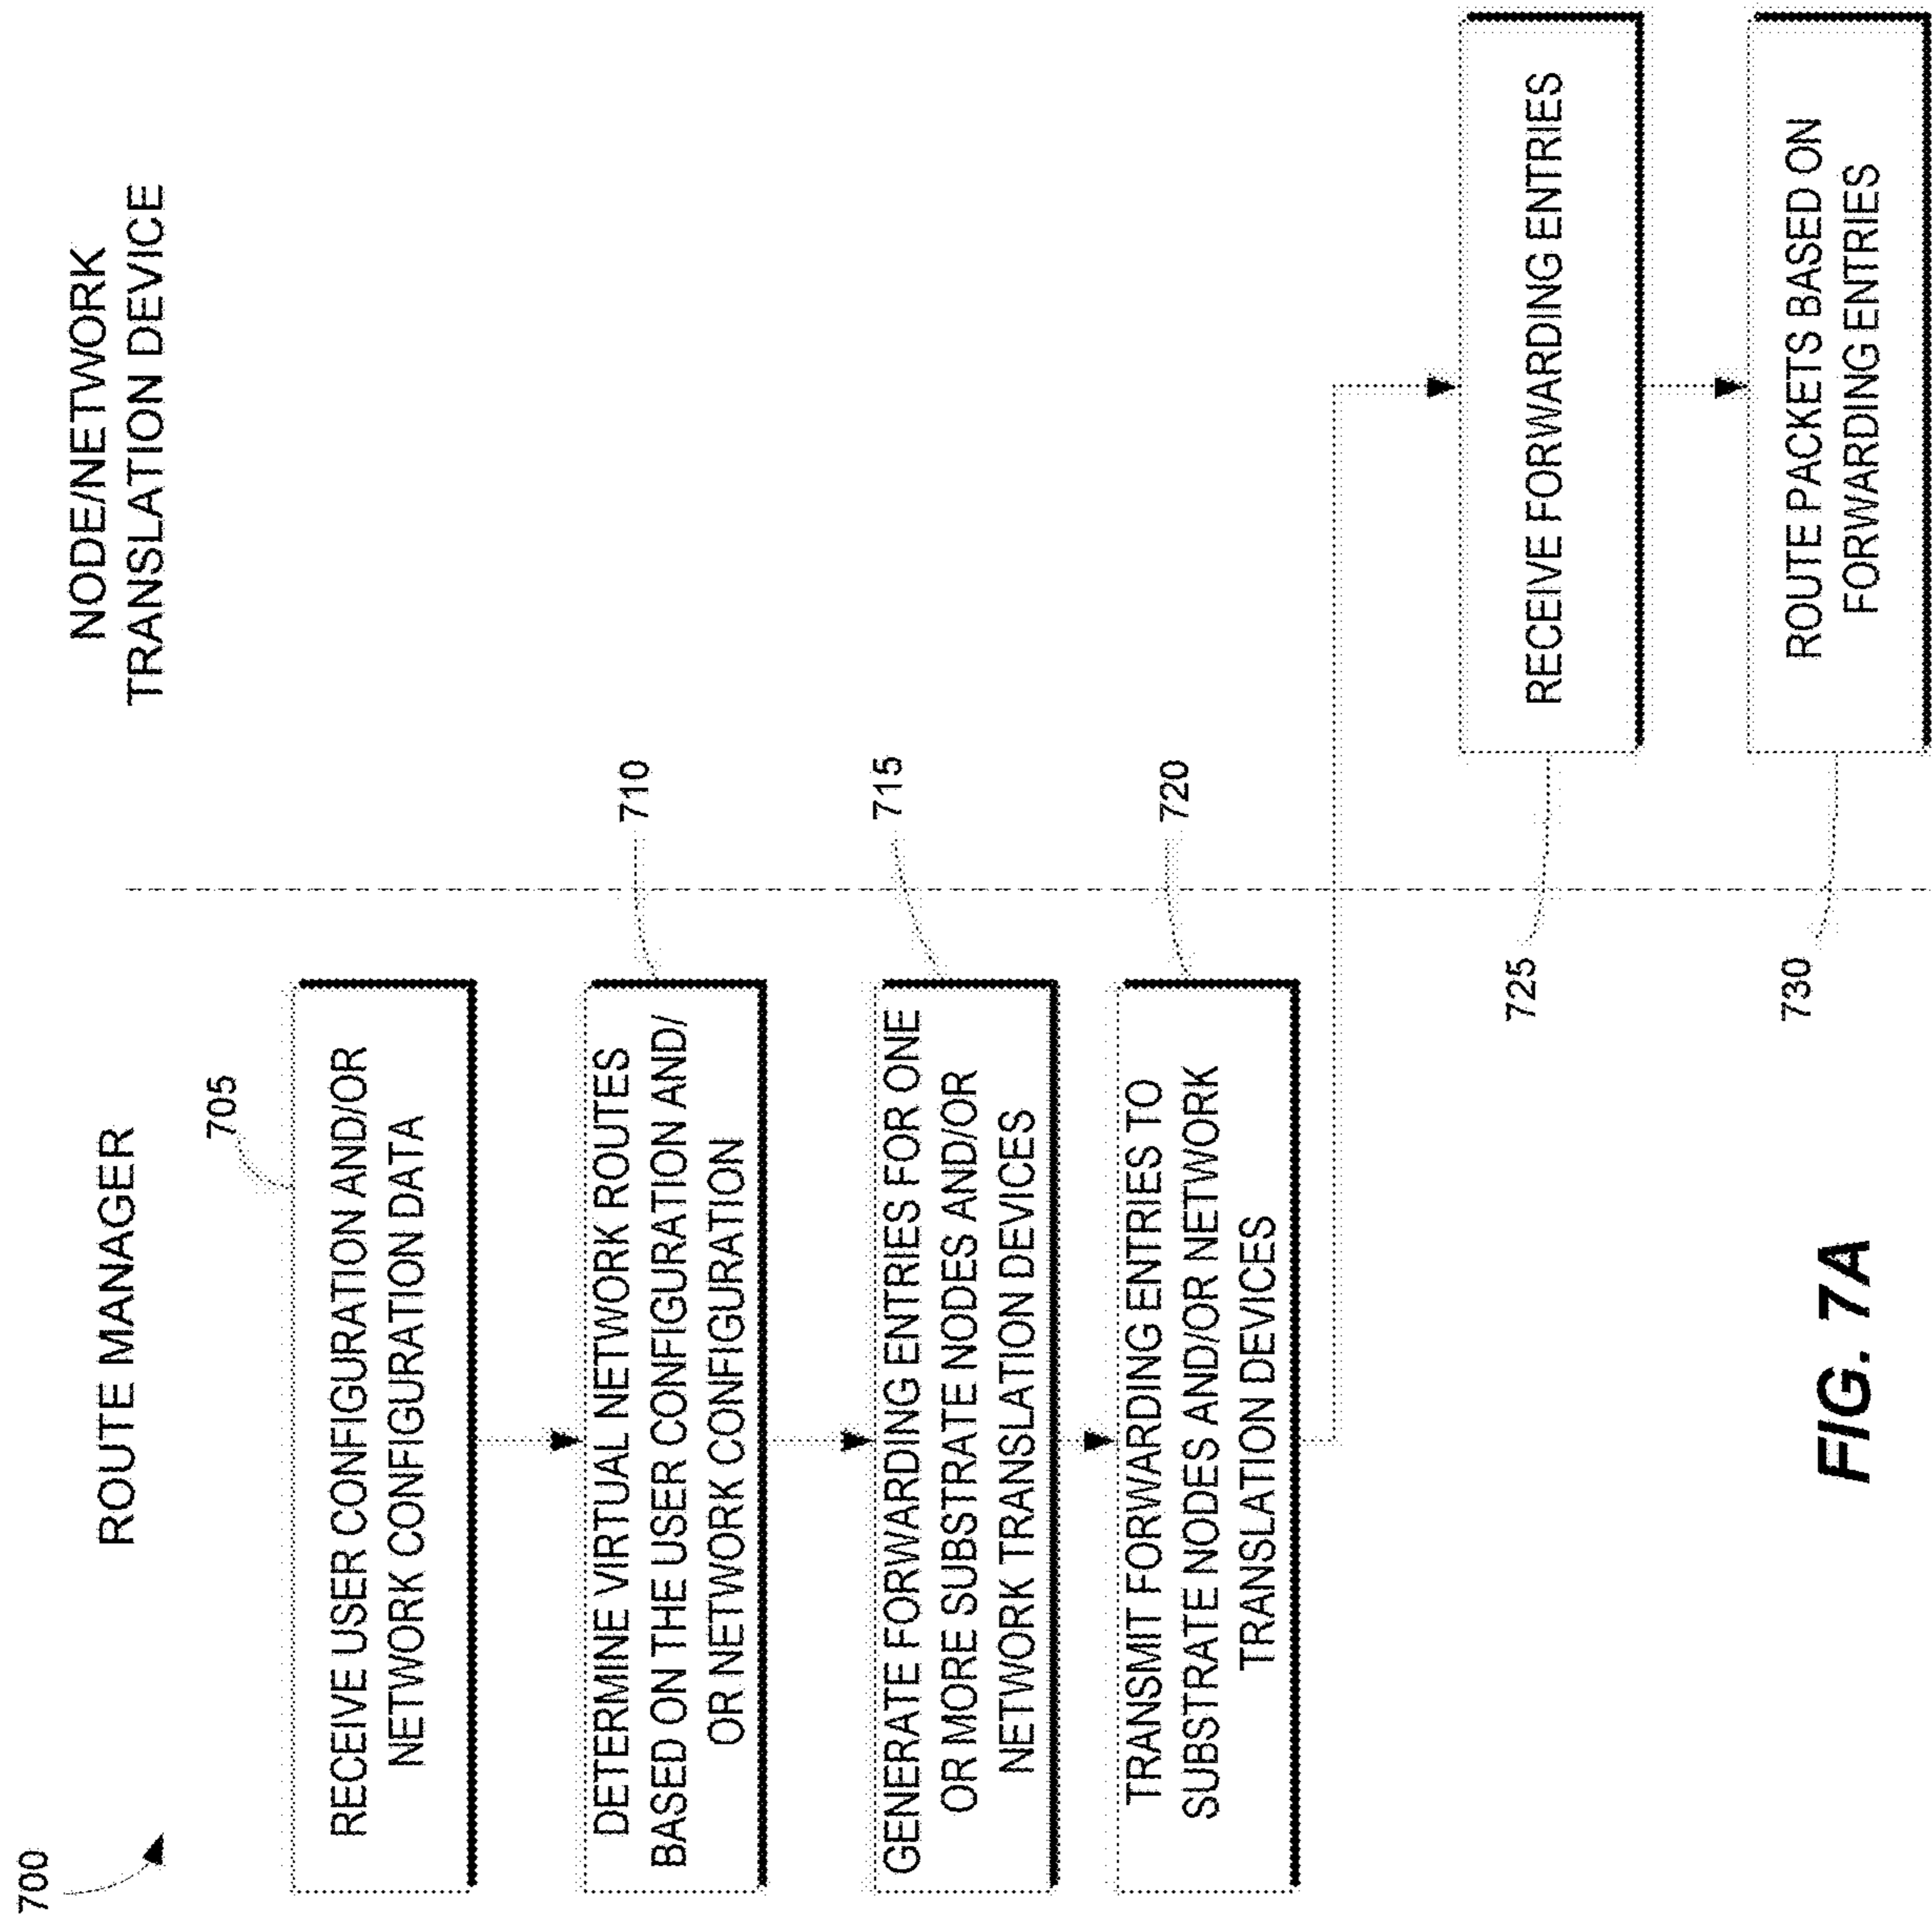 700
ROUTE MANAGER
NODE/NETWORK
TRANSLATION DEVICE
705
RECEIVE USER CONFIGURATION AND/OR
NETWORK CONFIGURATION DATA
710
DETERMINE VIRTUAL NETWORK ROUTES
BASED ON THE USER CONFIGURATION AND/
OR NETWORK CONFIGURATION
715
GENERATE FORWARDING ENTRIES FOR ONE
OR MORE SUBSTRATE NODES AND/OR
NETWORK TRANSLATION DEVICES
720
TRANSMIT FORWARDING ENTRIES TO
SUBSTRATE NODES AND/OR NETWORK
TRANSLATION DEVICES
725
RECEIVE FORWARDING ENTRIES
730
ROUTE PACKETS BASED ON
FORWARDING ENTRIES
FIG. 7A